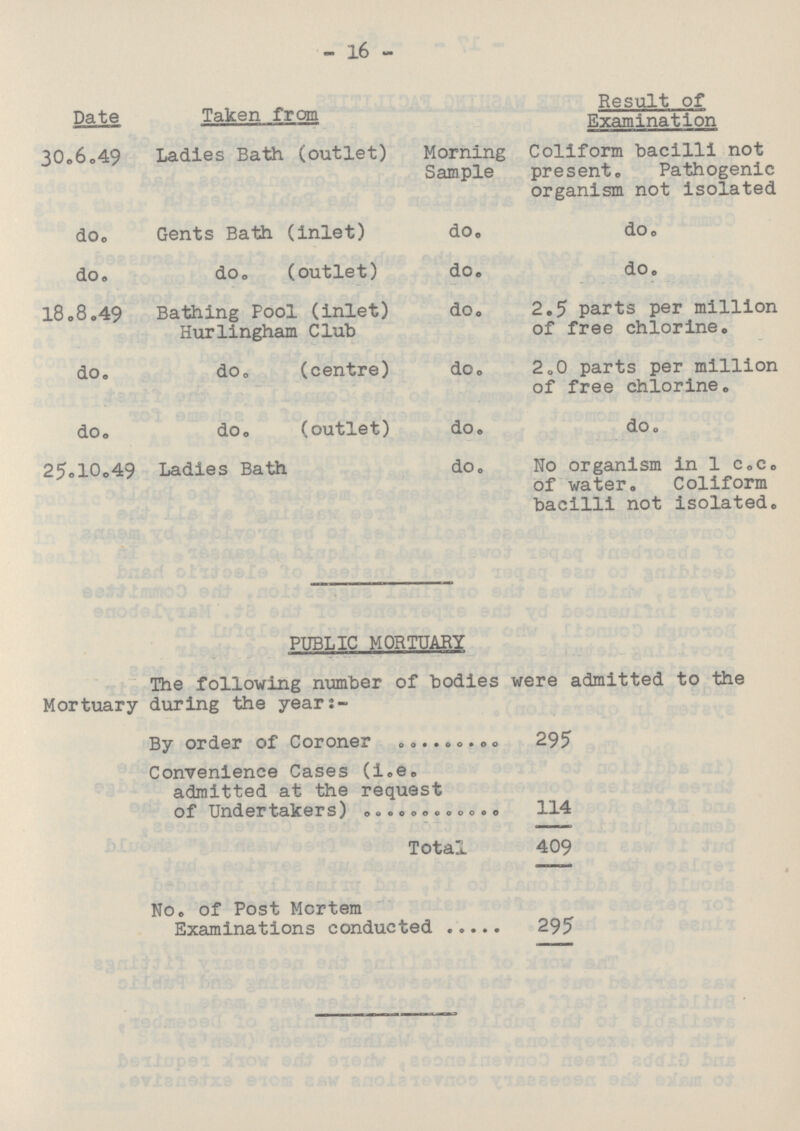 - 16 -
Date Taken from Result of Examination
30.6.49 Ladies Bath (outlet) Morning Sample Coliform bacilli not present. Pathogenic organism not isolated
do. Gents Bath (inlet) do. do.
do. do. (outlet) do. do.
18.8.49 Bathing Pool (inlet) Hurlingham Club do. 2.5 parts per million of free chlorine.
do. do. (centre) do. 2.0 parts per million of free chlorine.
do. do. (outlet) do. do.
25.10.49 Ladies Bath do. No organism in 1 c.c. of water. Coliform bacilli not isolated.
PUBLIC MORTUARY
The following number of bodies were admitted to the
Mortuary during the year:-
By order of Coroner ......... 295
Convenience Cases (i.e.
admitted at the request
of Undertakers) ............ 114
Total 409
No. of Post Mortem
Examinations conducted ..... 295